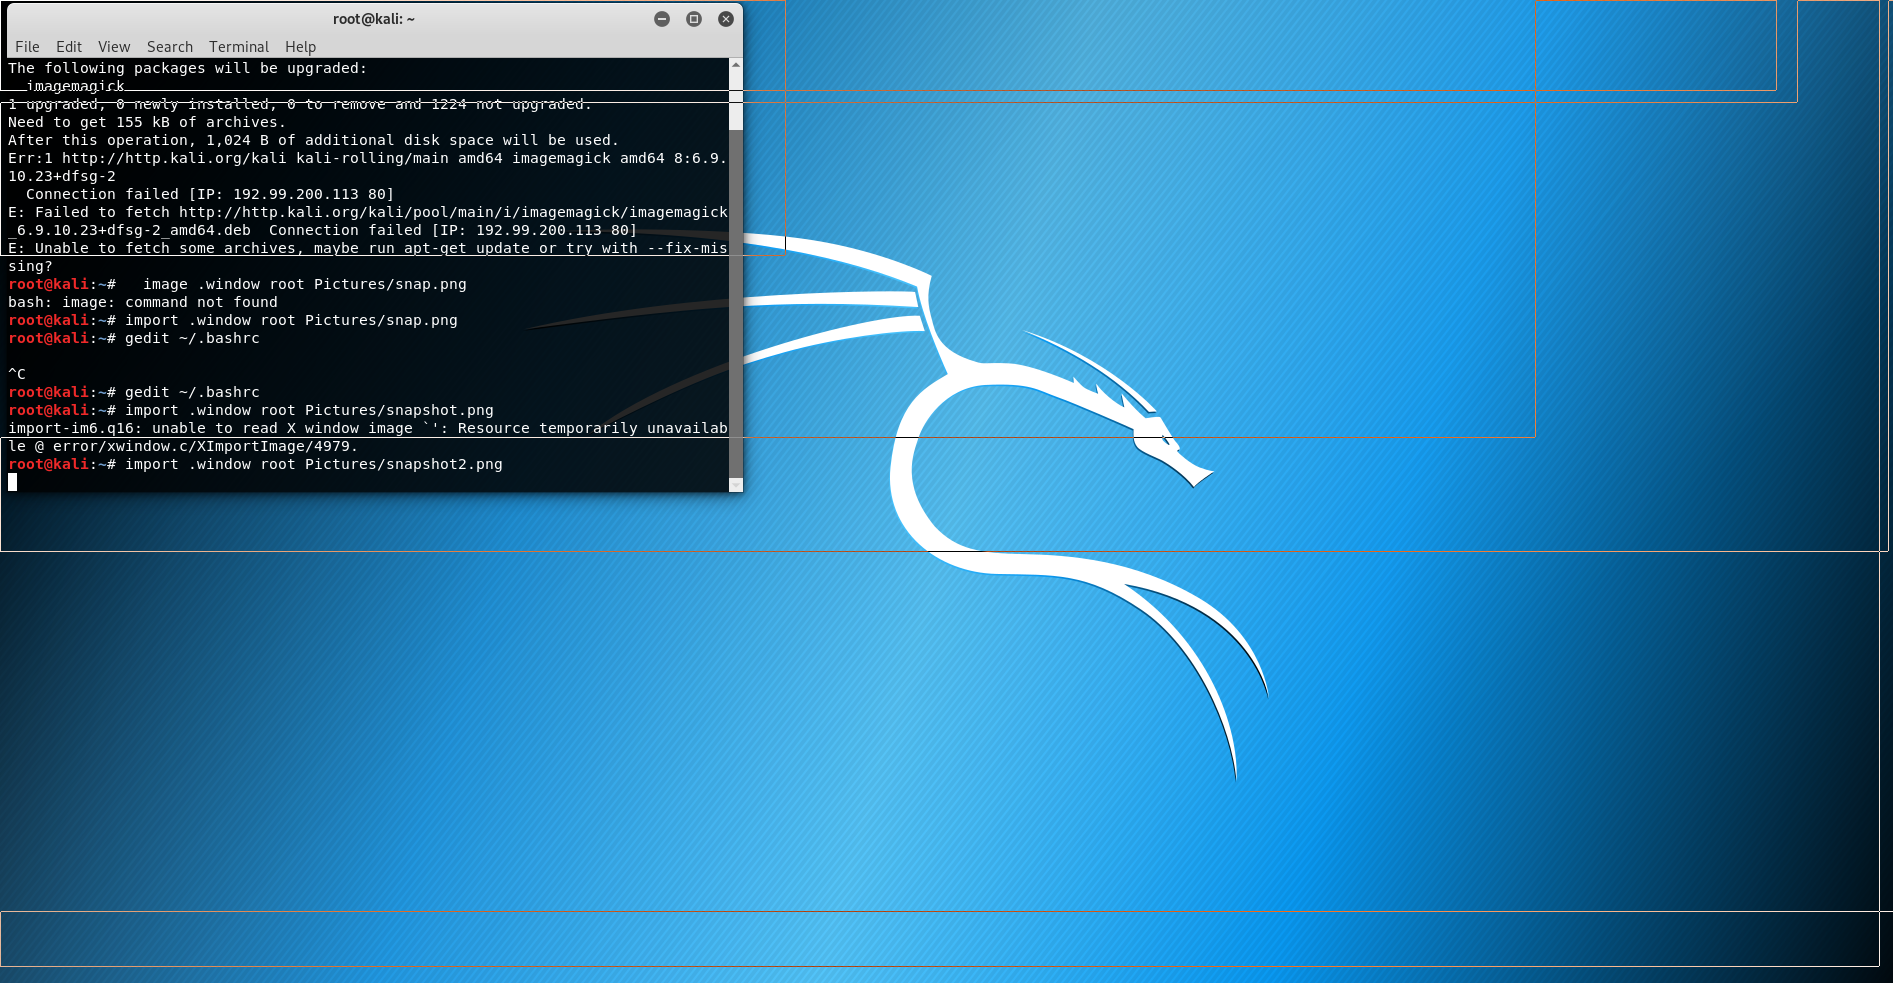 root@kali: ~
File Edit View Search Terminal Help
The following packages will be upgraded:
imagemagick
1 upgraded, 0 newly installed, 0 to remove and 1224 not upgraded.
Need to get 155 kB of archives.
After this operation, 1,024 B of additional disk space will be used.
Err:1 http://http.kali.org/kali kali-rolling/main amd64 imagemagick amd64 8:6.9.
10.23+dfsg-2
Connection failed [IP: 192.99.200.113 80]
E: Failed to fetch http://http.kali.org/kali/pool/main/i/imagemagick/imagemagick
_6.9.10.23+dfsg-2_amd64.deb  Connection failed [IP: 192.99.200.113 80]
E: Unable to fetch some archives, maybe run apt-get update or try with --fix-mis
sing?
root@kali:~#   image .window root Pictures/snap.png
bash: image: command not found
root@kali:~# import .window root Pictures/snap.png
root@kali:~# gedit ~/.bashrc
^C
root@kali:~# gedit ~/.bashrc
root@kali:~# import .window root Pictures/snapshot.png
import-im6.q16: unable to read X window image `': Resource temporarily unavailab
le @ error/xwindow.c/XImportImage/4979.
root@kali:~# import .window root Pictures/snapshot2.png